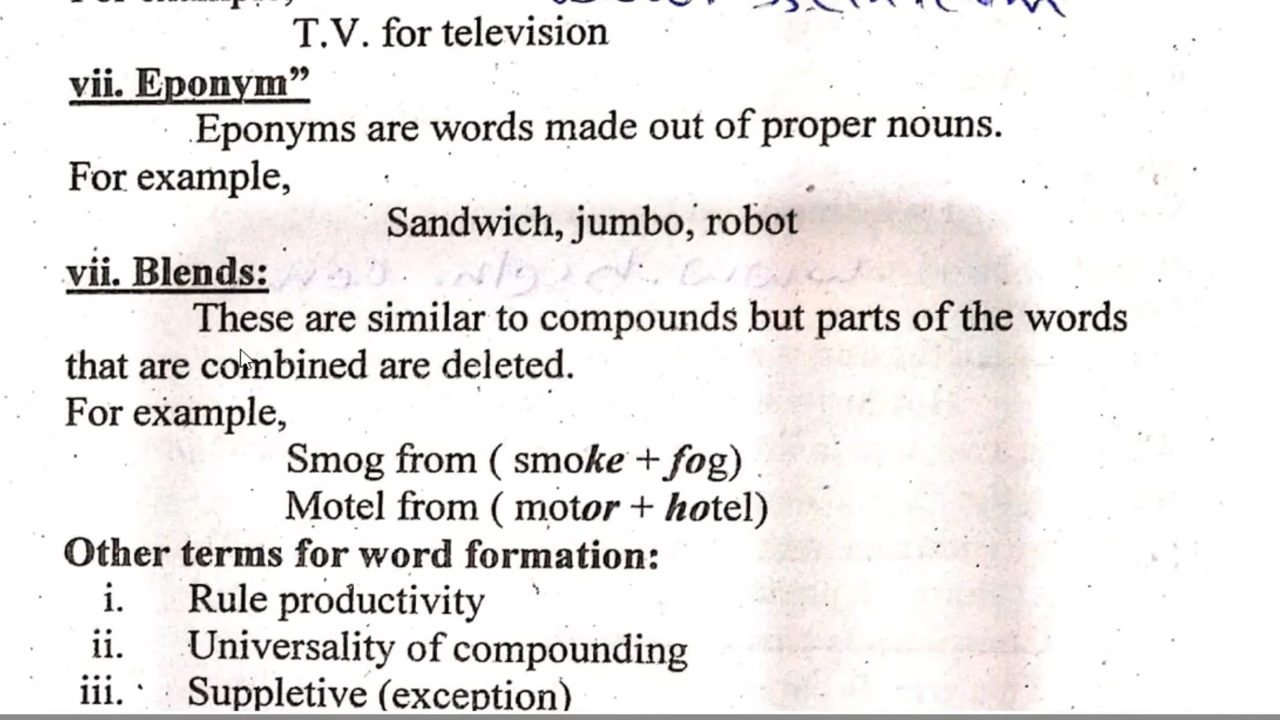 T.V. for television
vii. Eponym”
Eponyms are words made out of proper nouns.
For example,
Sandwich, jumbo, robot
vii. Blends:
These are similar to compounds but parts of the words
that are combined are deleted.
For example,
Smog from ( smoke + fog)
Motel from ( motor + hotel)
Other terms for word formation:
i. Rule productivity
ii. Universality of compounding
iii. Suppletive (exception)